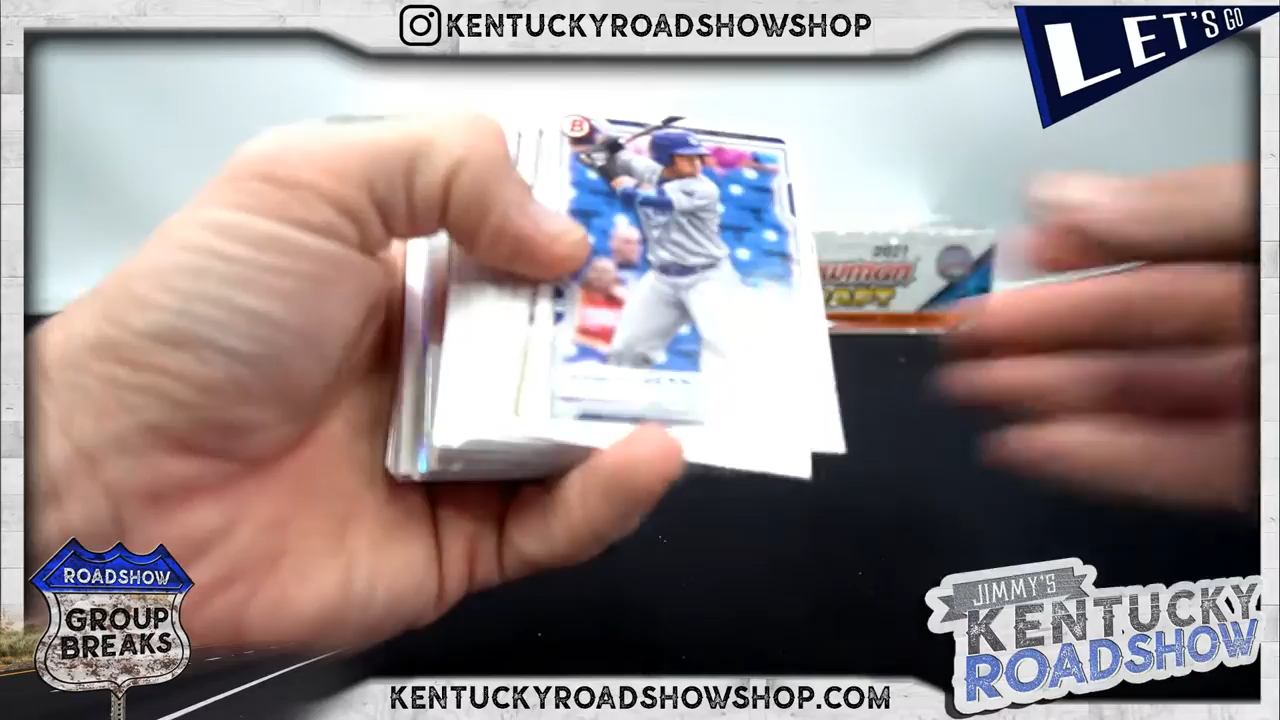 KENTUCKYROADSHOWSHOP
LET'S GO
B
2021
ROADSHOW
GROUP
BREAKS
JIMMY'S
KENTUCKY
ROADSHOW
KENTUCKYROADSHOWSHOP.COM